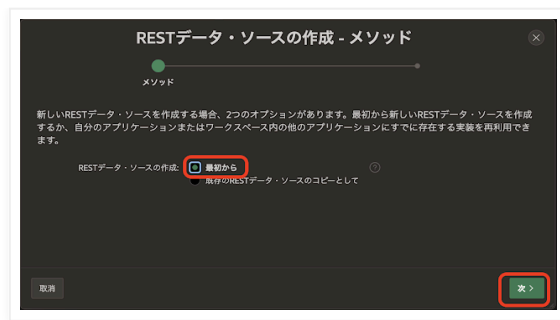 RESTデータ・ソースの作成 - メソッド
メソッド
新しいRESTデータ・ソースを作成する場合、2つのオプションがあります。最初から新しいRESTデータ・ソースを作成
するか、自分のアプリケーションまたはワークスペース内の他のアプリケーションにすでに存在する実装を再利用でき
ます。
RESTデータ・ソースの作成: 最初から
既存のRESTデータ・ソースのコピーとして
取消 次 >